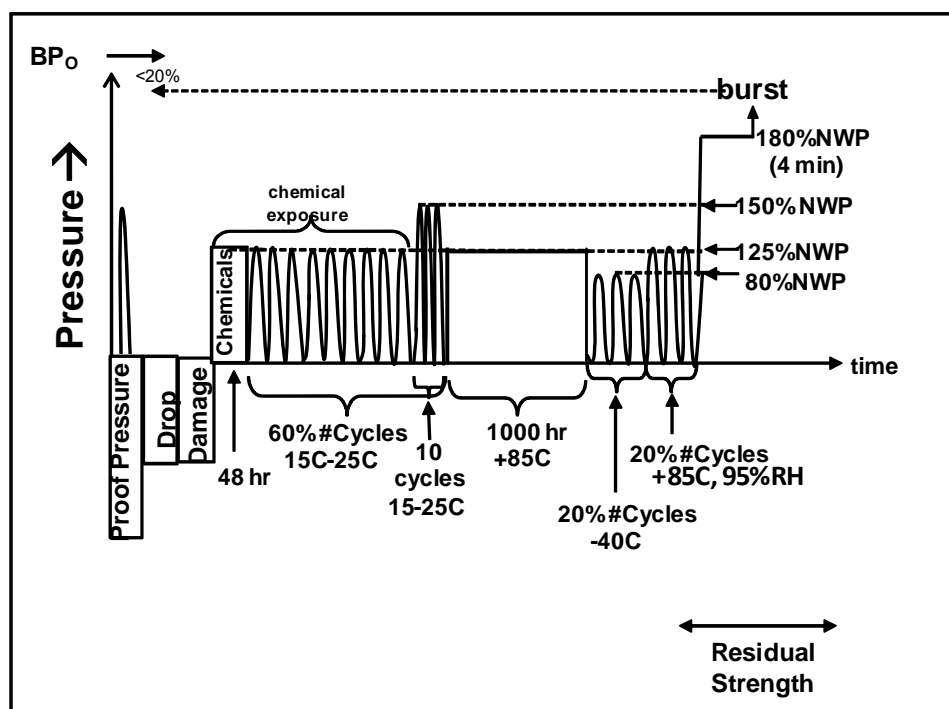 BPO
<20%
burst
Pressure →
180%NWP
(4 min)
chemical
exposure
150%NWP
125%NWP
80%NWP
Chemicals
time
Proof Pressure
Drop
Damage
48 hr
60%#Cycles
15C-25C
10
cycles
15-25C
1000 hr
+85C
20%#Cycles
-40C
20%#Cycles
+85C, 95%RH
Residual
Strength